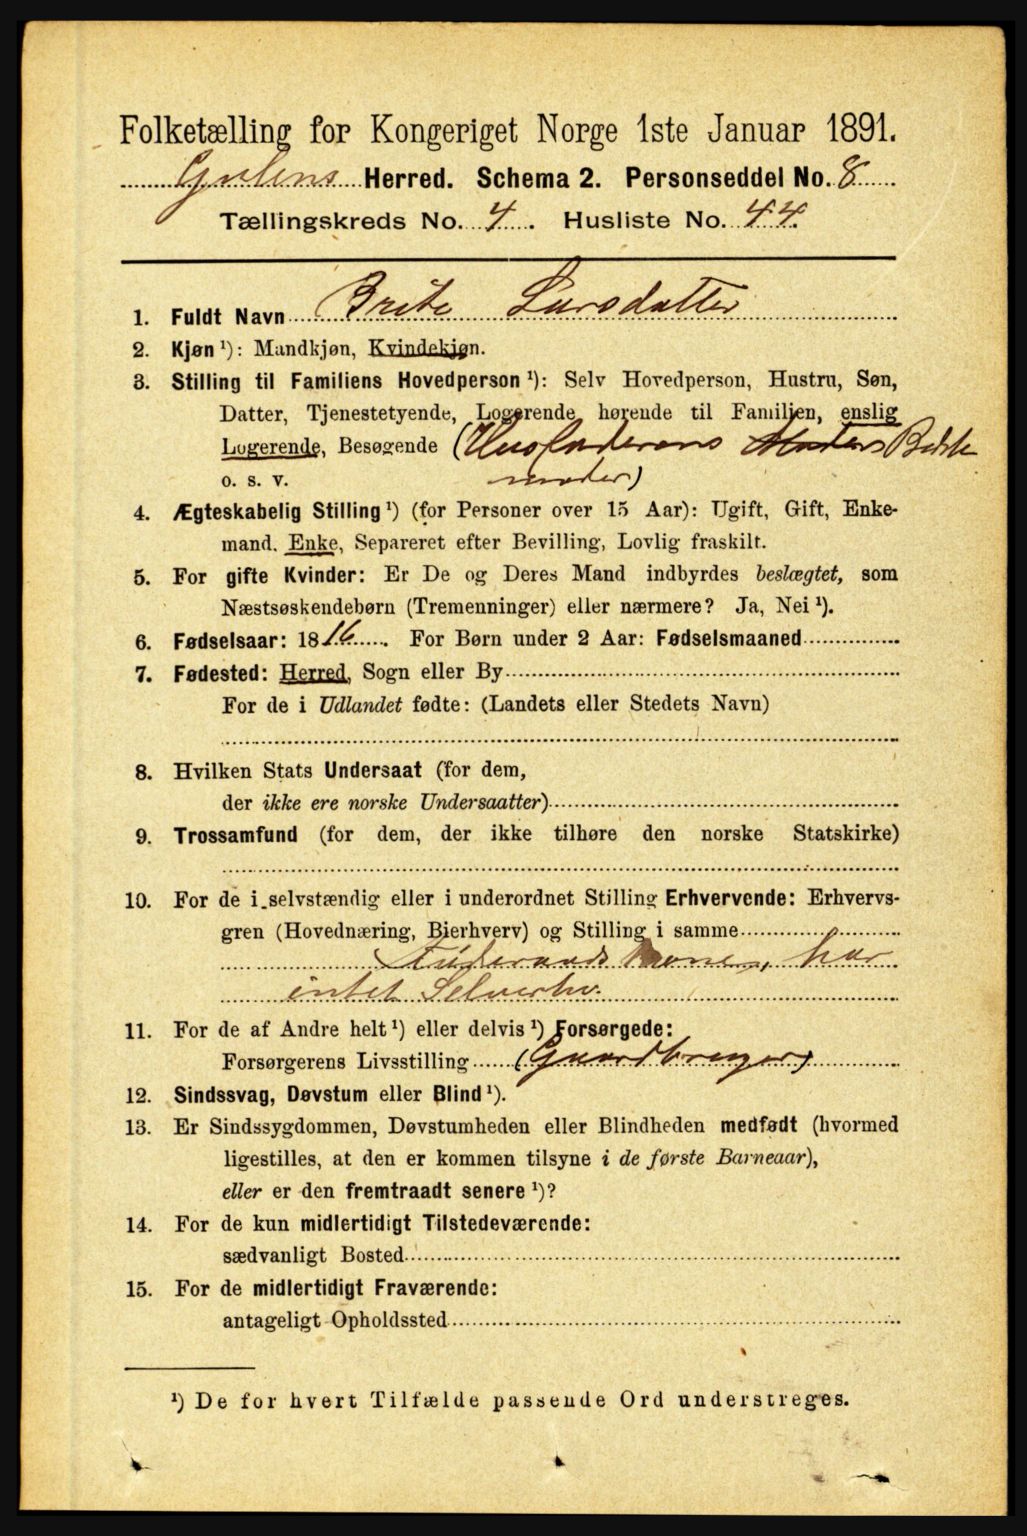 Folketælling for Kongeriget Norge 1ste Januar 1891.
Gulens Herred. Schema 2. Personseddel No. 8
Tællingskreds No. 4. Husliste No. 44.
1. Fuldt Navn Brite Larsdatter
2. Kjøn ¹): Mandkjøn, Kvindekjøn.
3. Stilling til Familiens Hovedperson ¹): Selv Hovedperson, Hustru, Søn,
Datter, Tjenestetyende, Logerende hørende til Familien, enslig
Logerende, Besøgende (Husfaderens Moders Bedste
o. s. v. moder)
4. Ægteskabelig Stilling ¹) (for Personer over 15 Aar): Ugift, Gift, Enke-
mand, Enke, Separeret efter Bevilling, Lovlig fraskilt.
5. For gifte Kvinder: Er De og Deres Mand indbyrdes beslægtet, som
Næstsøskendebørn (Tremenninger) eller nærmere? Ja, Nei ¹).
6. Fødselsaar: 1816. For Børn under 2 Aar: Fødselsmaaned
7. Fødested: Herred, Sogn eller By
For de i Udlandet fødte: (Landets eller Stedets Navn)
8. Hvilken Stats Undersaat (for dem,
der ikke ere norske Undersaatter)
9. Trossamfund (for dem, der ikke tilhøre den norske Statskirke)
10. For de i selvstændig eller i underordnet Stilling Erhvervende: Erhvervs-
gren (Hovednæring, Bierhverv) og Stilling i samme
Føderaads kone, har
intet Selverhv.
11. For de af Andre helt ¹) eller delvis ¹) Forsørgede:
Forsørgerens Livsstilling (Gaardbruger)
12. Sindssvag, Døvstum eller Blind ¹).
13. Er Sindssygdommen, Døvstumheden eller Blindheden medfødt (hvormed
ligestilles, at den er kommen tilsyne i de første Barneaar),
eller er den fremtraadt senere ¹)?
14. For de kun midlertidigt Tilstedeværende:
sædvanligt Bosted
15. For de midlertidigt Fraværende:
antageligt Opholdssted
¹) De for hvert Tilfælde passende Ord understreges.